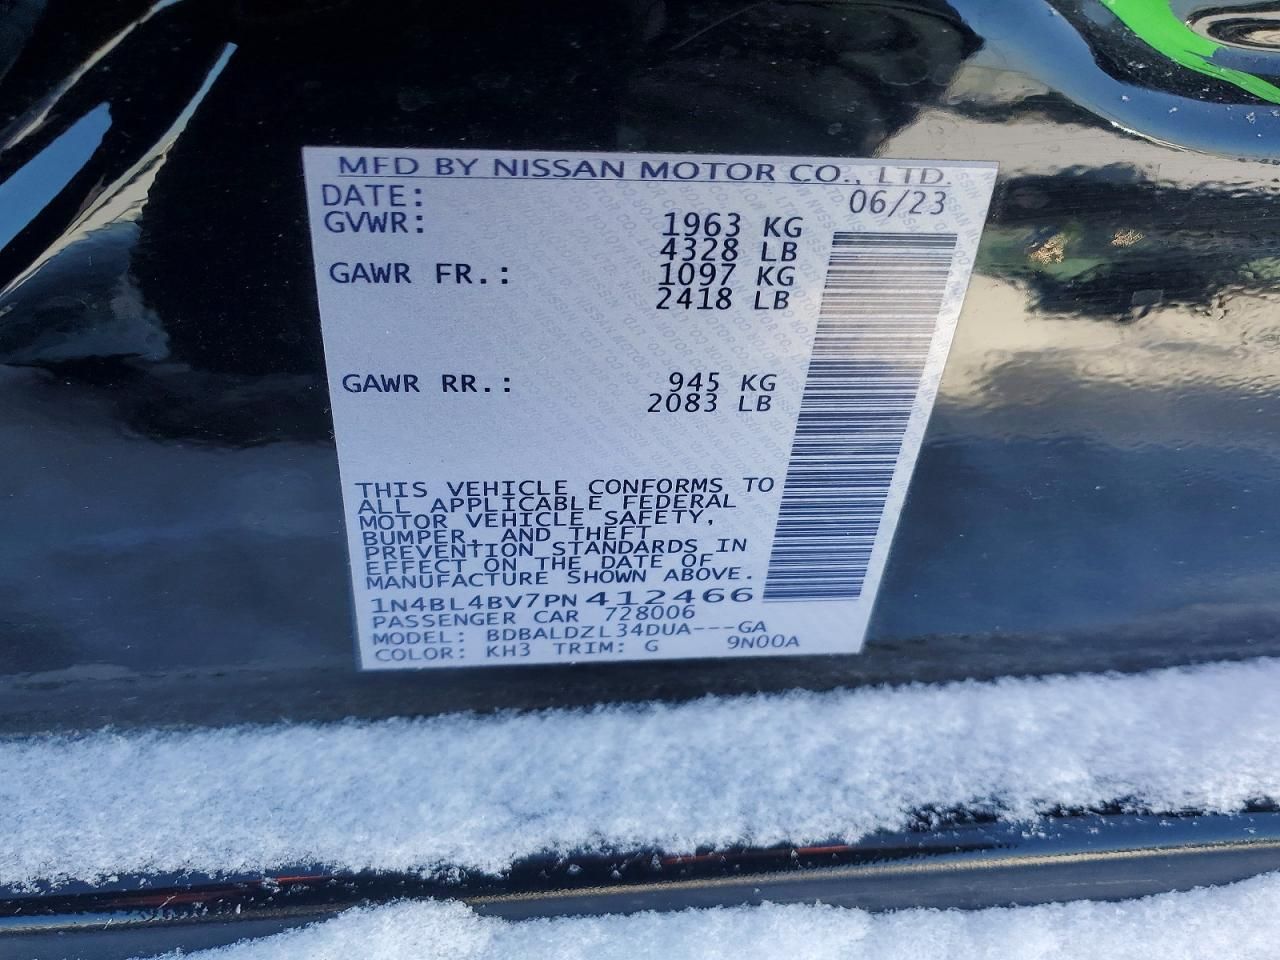 MFD BY NISSAN MOTOR CO., LTD.
DATE: 06/23
GVWR: 1963 KG
4328 LB
GAWR FR.: 1097 KG
2418 LB
GAWR RR.: 945 KG
2083 LB
THIS VEHICLE CONFORMS TO
ALL APPLICABLE FEDERAL
MOTOR VEHICLE SAFETY,
BUMPER, AND THEFT
PREVENTION STANDARDS IN
EFFECT ON THE DATE OF
MANUFACTURE SHOWN ABOVE.
1N4BL4BV7PN412466
PASSENGER CAR 728006
MODEL: BDBALDZL34DUA---GA
COLOR: KH3 TRIM: G 9N00A